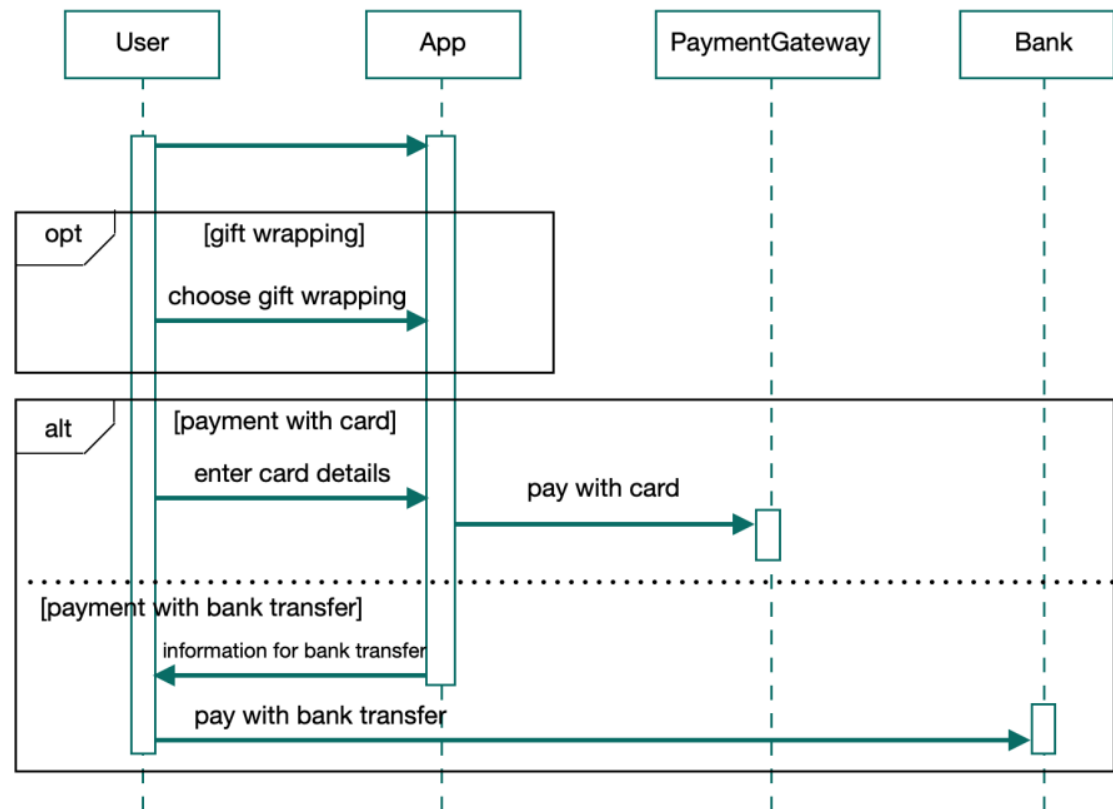 User
App
PaymentGateway
Bank
opt
[gift wrapping]
choose gift wrapping
alt
[payment with card]
enter card details
pay with card
[payment with bank transfer]
information for bank transfer
pay with bank transfer